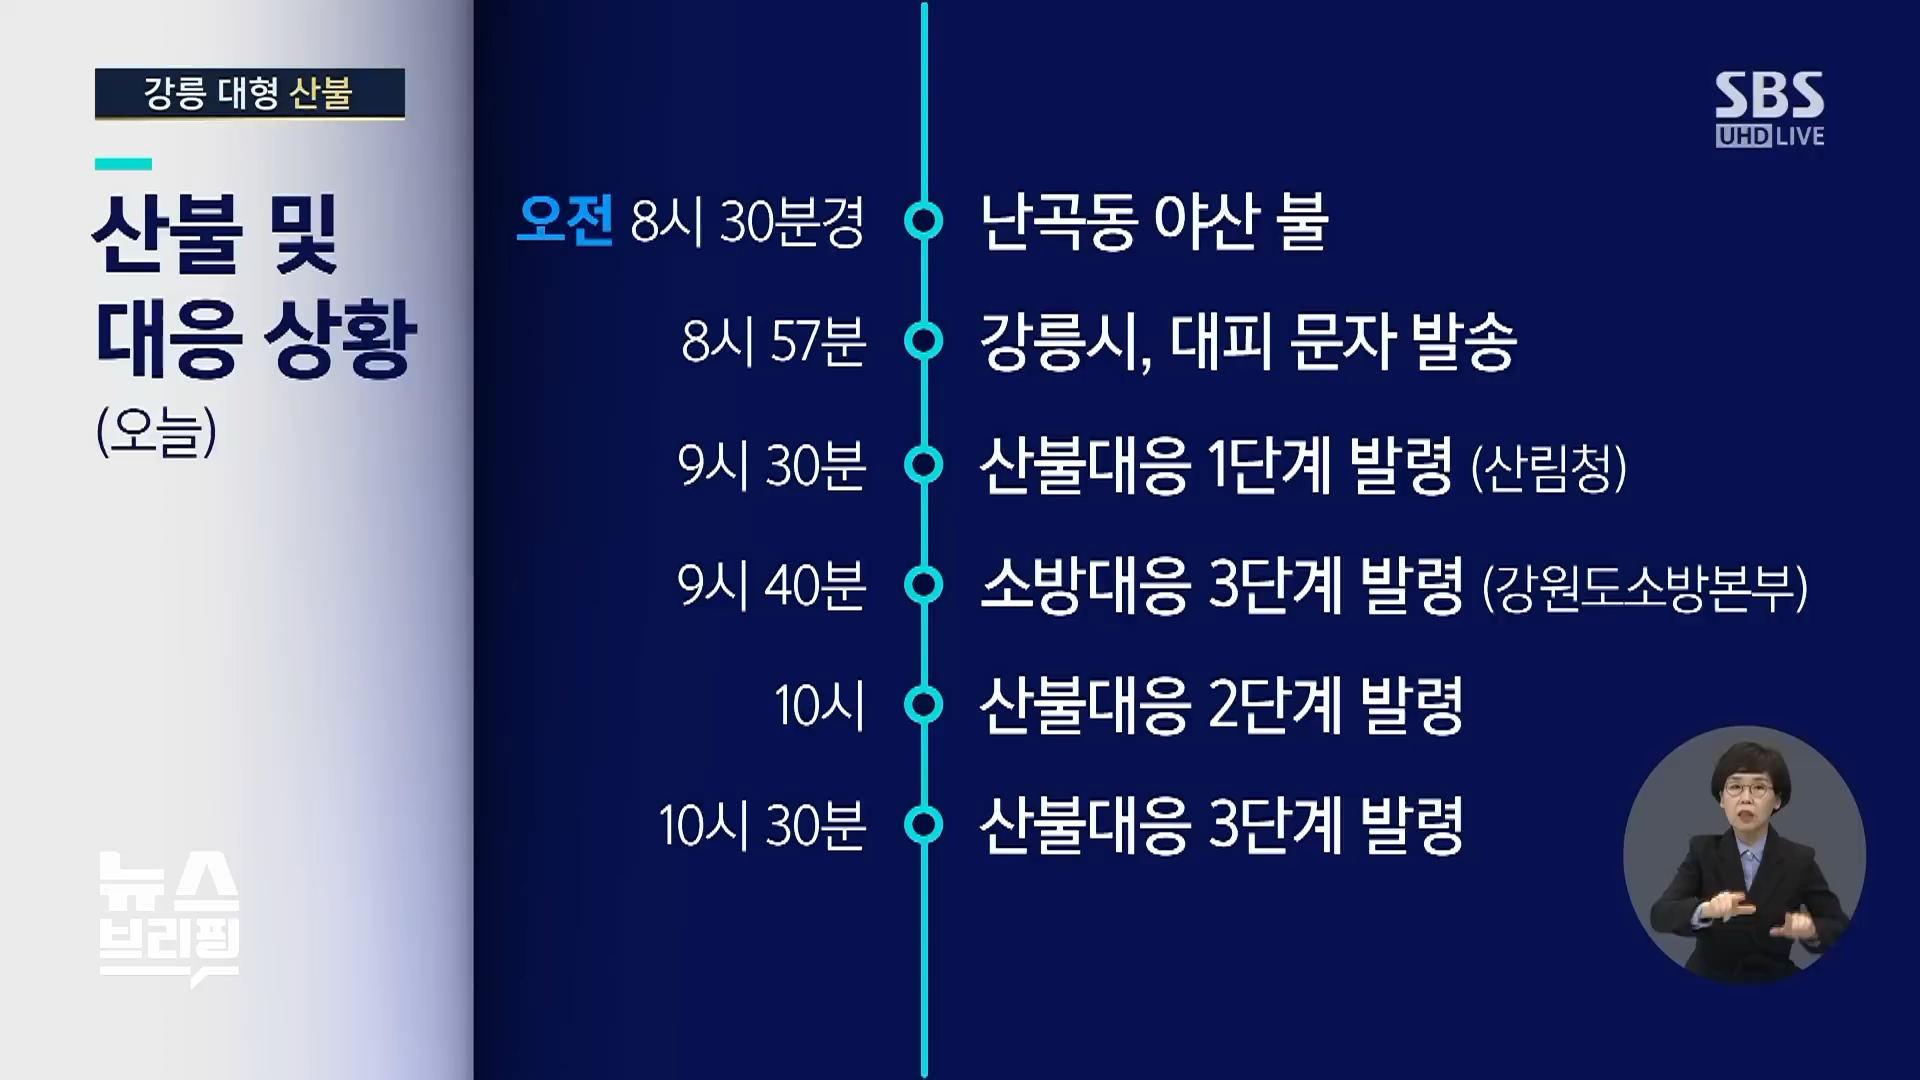 강릉 대형 산불
산불 및
대응 상황
(오늘)
SBS
UHD LIVE
오전 8시 30분경 난곡동 야산 불
8시 57분 강릉시, 대피 문자 발송
9시 30분 산불대응 1단계 발령 (산림청)
9시 40분 소방대응 3단계 발령 (강원도소방본부)
10시 산불대응 2단계 발령
10시 30분 산불대응 3단계 발령
뉴스
브리핑